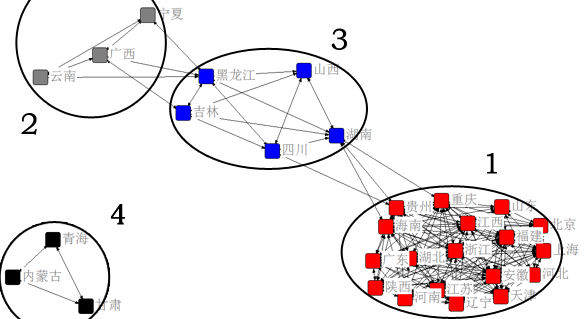 宁夏
广西
云南
2
3
黑龙江
山西
吉林
湖南
四川
1
贵州
重庆
山东
海南
江西
北京
福建
浙江
上海
广东
湖北
安徽
河北
陕西
江苏
河南
辽宁
天津
4
青海
内蒙古
甘肃